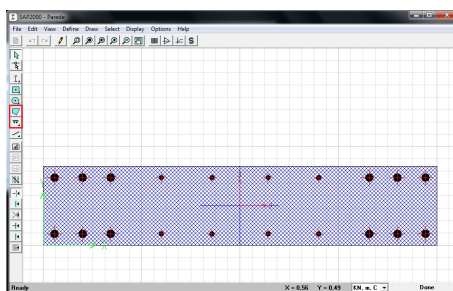 SAP2000 - Parede
File Edit View Define Draw Select Display Options Help
Ready X = 0.56 Y = 0.49 KN, m, C Done